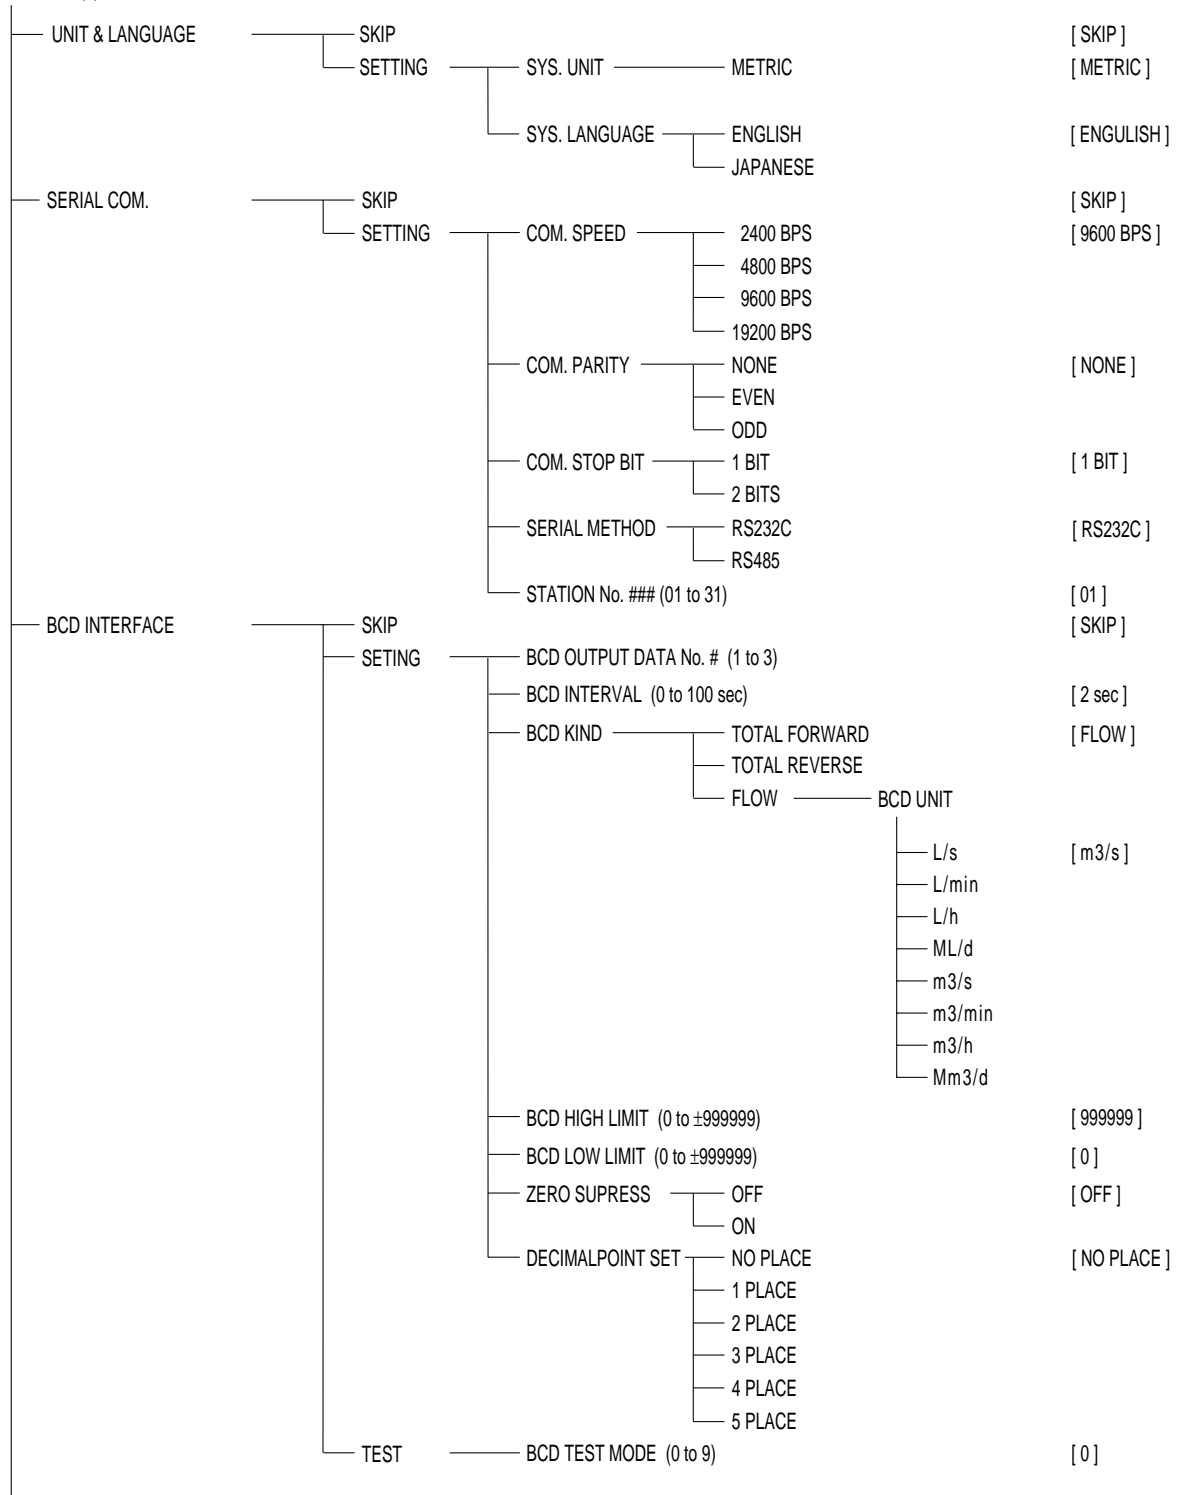 UNIT & LANGUAGE SKIP [ SKIP ]
SETTING SYS. UNIT METRIC [ METRIC ]
SYS. LANGUAGE ENGLISH [ ENGULISH ]
JAPANESE
SERIAL COM. SKIP [ SKIP ]
SETTING COM. SPEED 2400 BPS [ 9600 BPS ]
4800 BPS
9600 BPS
19200 BPS
COM. PARITY NONE [ NONE ]
EVEN
ODD
COM. STOP BIT 1 BIT [ 1 BIT ]
2 BITS
SERIAL METHOD RS232C [ RS232C ]
RS485
STATION No. ### (01 to 31) [ 01 ]
BCD INTERFACE SKIP [ SKIP ]
SETING BCD OUTPUT DATA No. # (1 to 3)
BCD INTERVAL (0 to 100 sec) [ 2 sec ]
BCD KIND TOTAL FORWARD [ FLOW ]
TOTAL REVERSE
FLOW BCD UNIT
L/s [ m3/s ]
L/min
L/h
ML/d
m3/s
m3/min
m3/h
Mm3/d
BCD HIGH LIMIT (0 to ±999999) [ 999999 ]
BCD LOW LIMIT (0 to ±999999) [ 0 ]
ZERO SUPRESS OFF [ OFF ]
ON
DECIMALPOINT SET NO PLACE [ NO PLACE ]
1 PLACE
2 PLACE
3 PLACE
4 PLACE
5 PLACE
TEST BCD TEST MODE (0 to 9) [ 0 ]